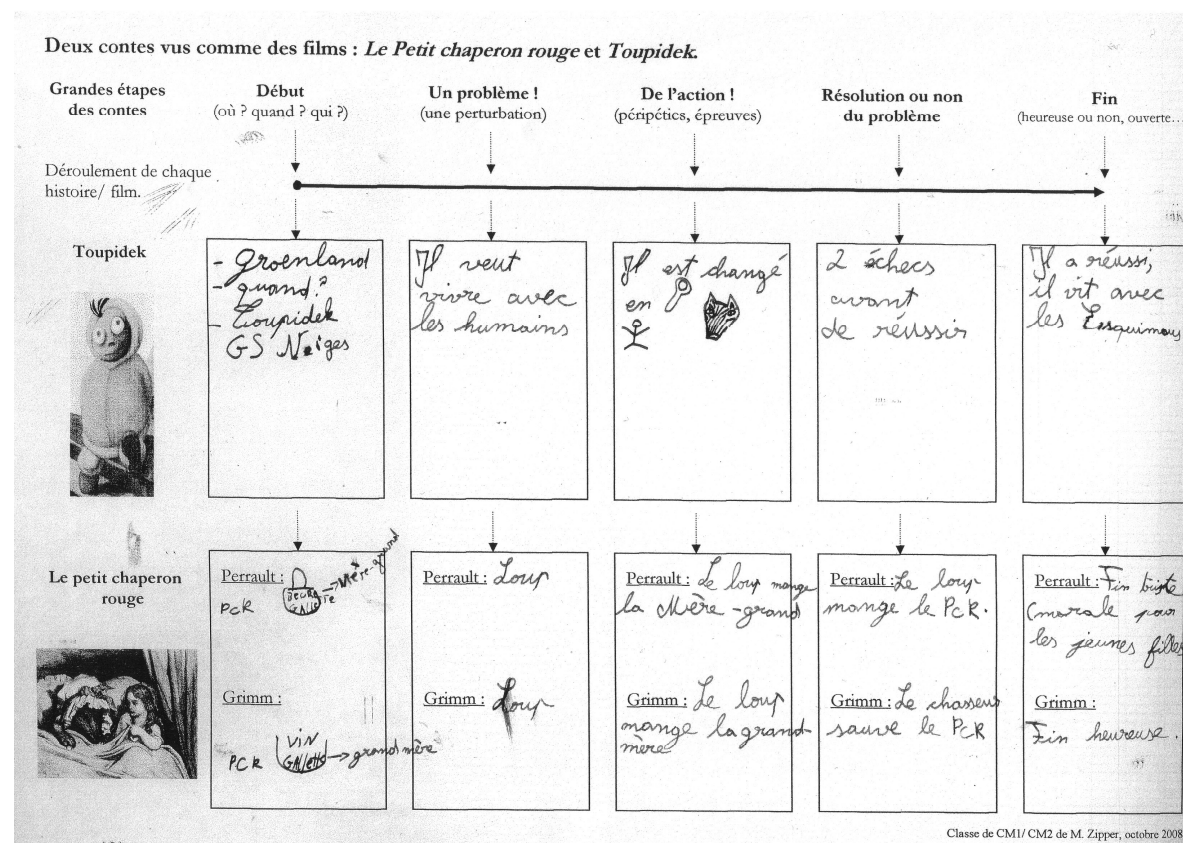 Deux contes vus comme des films : Le Petit chaperon rouge et Toupidek.
Grandes étapes
des contes
Début
(où ? quand ? qui ?)
Un problème !
(une perturbation)
De l'action !
(péripéties, épreuves)
Résolution ou non
du problème
Fin
(heureuse ou non, ouverte…
Déroulement de chaque
histoire/ film.
Toupidek
- Groenland
- quand ?
- Toupidek
GS Neiges
Il veut
vivre avec
les humains
Il est changé
en
2 échecs
avant
de réussir
Il a réussi,
il vit avec
les Esquimaus
Le petit chaperon
rouge
Perrault :
PCR
BEURRE
GALLETTE
→ Mère-grand
Grimm :
PCR
VIN
GALLETTE
→ grand mère
Perrault : Loup
Grimm : Loup
Perrault : Le loup mange
la Mère-grand
Grimm : Le loup
mange la grand-
mère
Perrault : Le loup
mange le PCR.
Grimm : Le chasseur
sauve le PCR
Perrault : Fin triste
(morale pour
les jeunes filles
Grimm :
Fin heureuse.
Classe de CM1/ CM2 de M. Zipper, octobre 2008